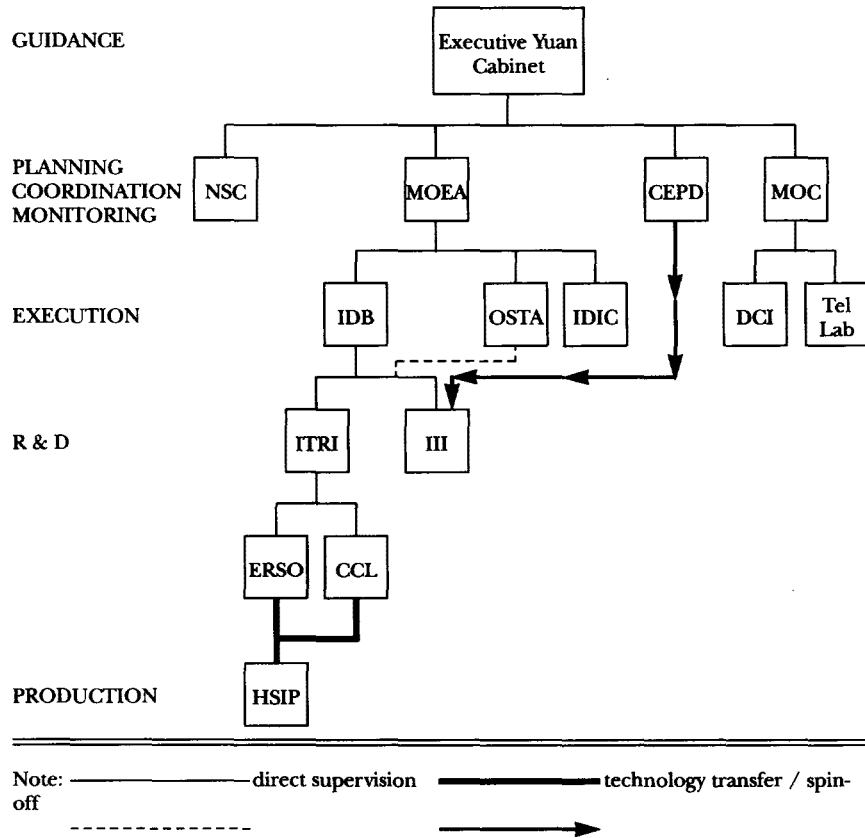 GUIDANCE
Executive Yuan
Cabinet
PLANNING
COORDINATION
MONITORING
NSC
MOEA
CEPD
MOC
EXECUTION
IDB
OSTA
IDIC
DCI
Tel
Lab
R & D
ITRI
III
ERSO
CCL
PRODUCTION
HSIP
Note: direct supervision technology transfer / spin-
off